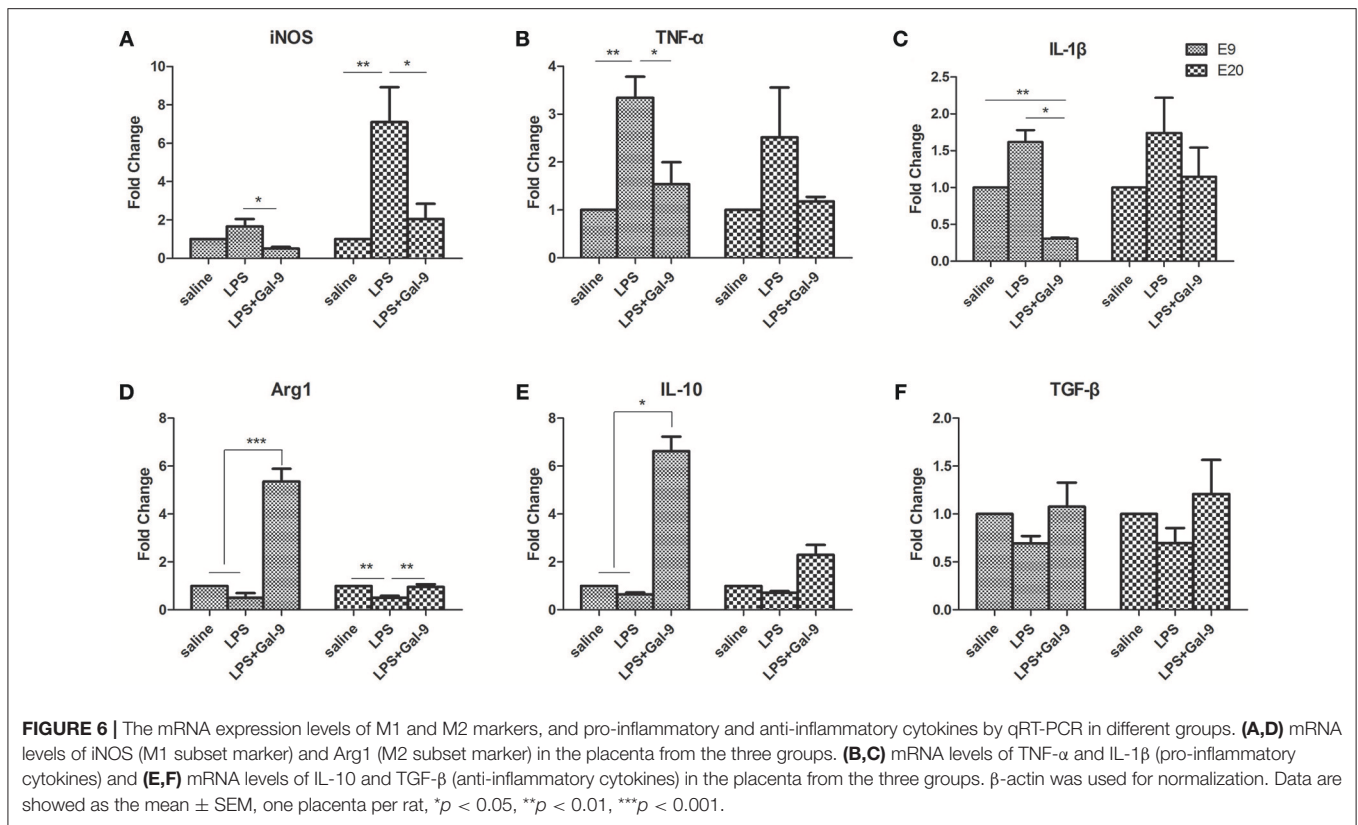 A
iNOS
Fold Change
10
8
6
4
2
0
**
*
*
saline
LPS
LPS+Gal-9
saline
LPS
LPS+Gal-9
B
TNF-α
Fold Change
4
3
2
1
0
**
*
saline
LPS
LPS+Gal-9
saline
LPS
LPS+Gal-9
C
IL-1β
E9
E20
Fold Change
2.5
2.0
1.5
1.0
0.5
0.0
**
*
saline
LPS
LPS+Gal-9
saline
LPS
LPS+Gal-9
D
Arg1
Fold Change
8
6
4
2
0
***
**
**
saline
LPS
LPS+Gal-9
saline
LPS
LPS+Gal-9
E
IL-10
Fold Change
8
6
4
2
0
*
saline
LPS
LPS+Gal-9
saline
LPS
LPS+Gal-9
F
TGF-β
Fold Change
2.0
1.5
1.0
0.5
0.0
saline
LPS
LPS+Gal-9
saline
LPS
LPS+Gal-9
FIGURE 6 | The mRNA expression levels of M1 and M2 markers, and pro-inflammatory and anti-inflammatory cytokines by qRT-PCR in different groups. (A,D) mRNA
levels of iNOS (M1 subset marker) and Arg1 (M2 subset marker) in the placenta from the three groups. (B,C) mRNA levels of TNF-α and IL-1β (pro-inflammatory
cytokines) and (E,F) mRNA levels of IL-10 and TGF-β (anti-inflammatory cytokines) in the placenta from the three groups. β-actin was used for normalization. Data are
showed as the mean ± SEM, one placenta per rat, *p < 0.05, **p < 0.01, ***p < 0.001.